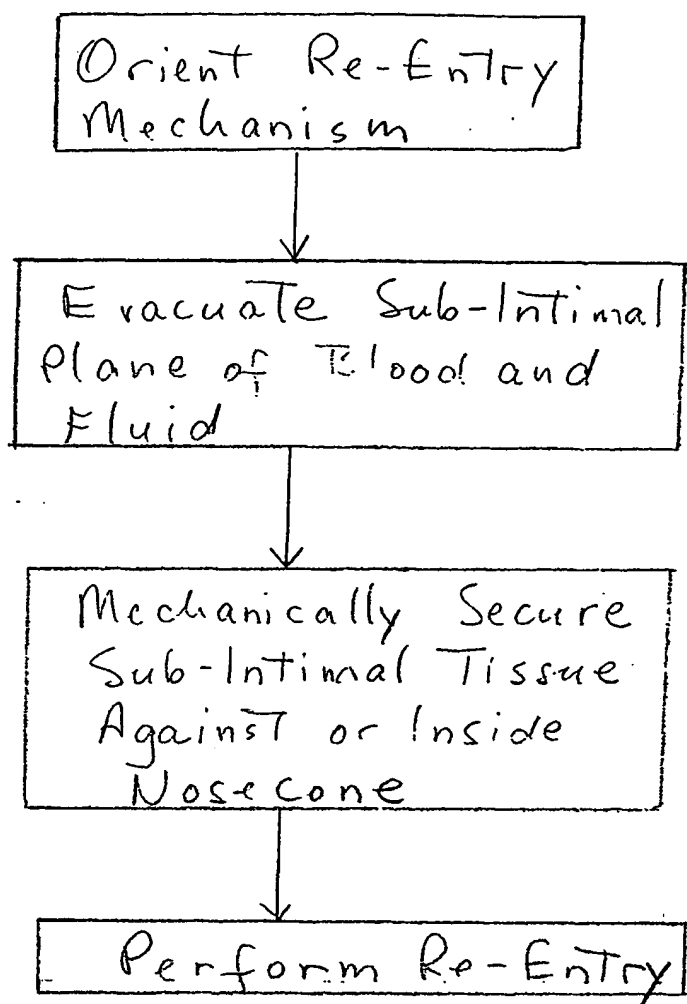 Orient Re-Entry
Mechanism
Evacuate Sub-Intimal
Plane of Blood and
Fluid
Mechanically Secure
Sub-Intimal Tissue
Against or Inside
Nosecone
Perform Re-Entry